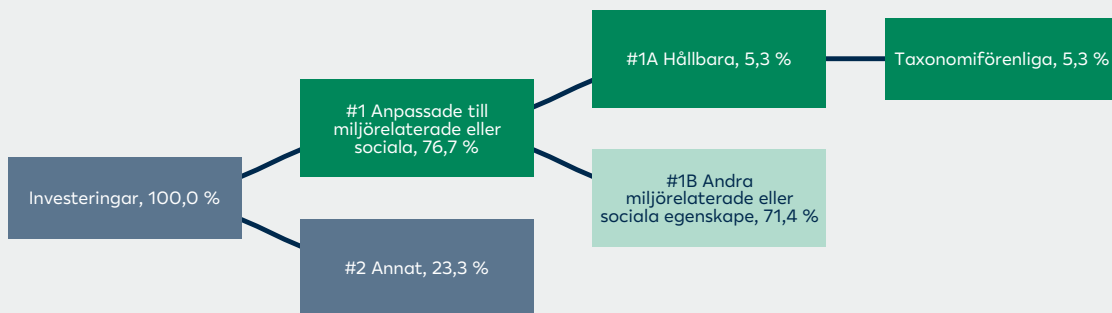 Investeringar, 100,0 %
#1 Anpassade till
miljörelaterade eller
sociala, 76,7 %
#2 Annat, 23,3 %
#1A Hållbara, 5,3 %
#1B Andra
miljörelaterade eller
sociala egenskape, 71,4 %
Taxonomiförenliga, 5,3 %